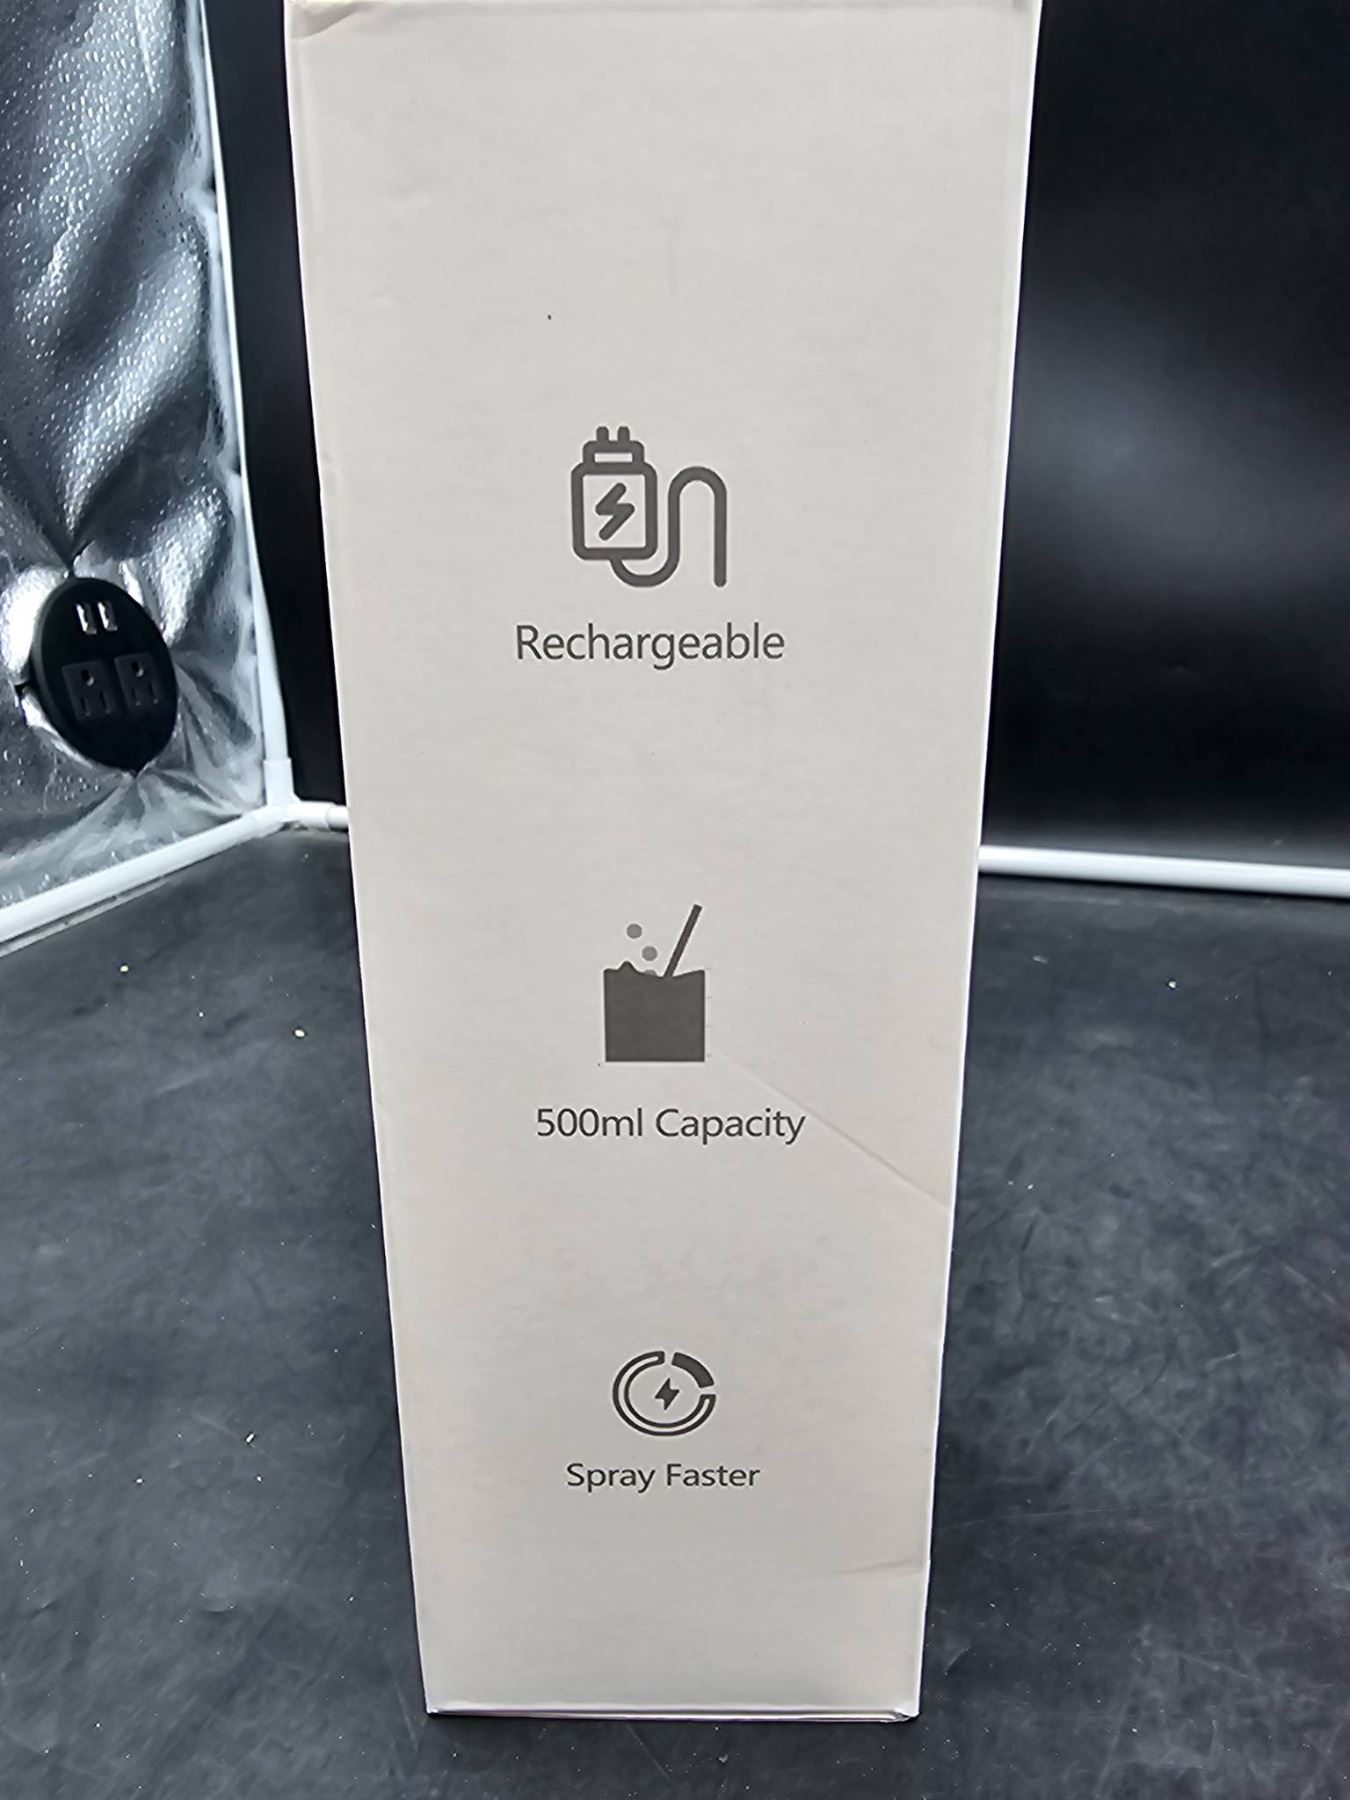 Rechargeable
500ml Capacity
Spray Faster